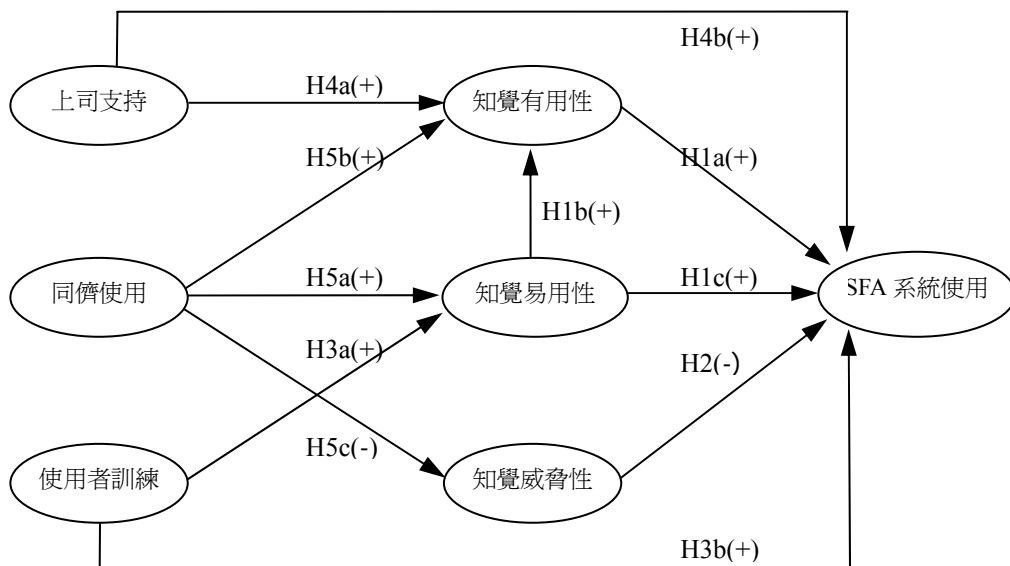 H4b(+)
上司支持
H4a(+)
知覺有用性
H5b(+)
H1a(+)
H1b(+)
同儕使用
H5a(+)
知覺易用性
H1c(+)
SFA 系統使用
H3a(+)
H2(-)
H5c(-)
使用者訓練
知覺威脅性
H3b(+)